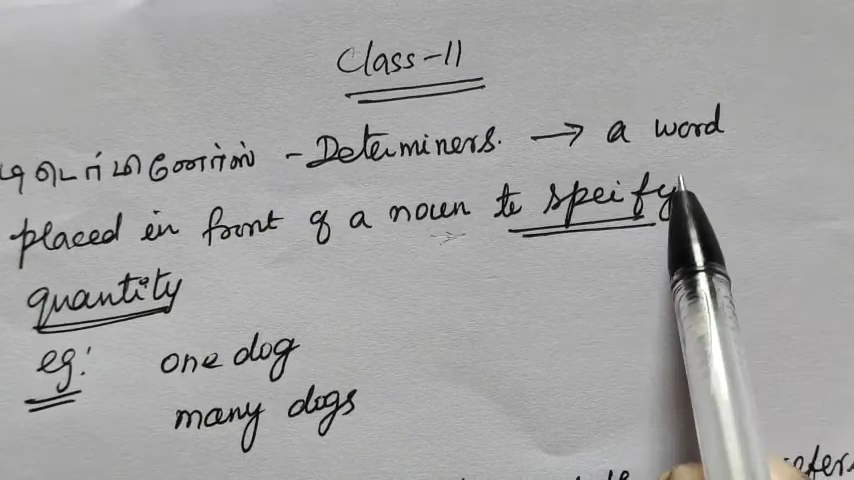 Class-11
டிடெர்மினேர்ஸ் - Determiners. → a word
placed in front of a noun to speify
quantity
eg:
one dog
many dogs